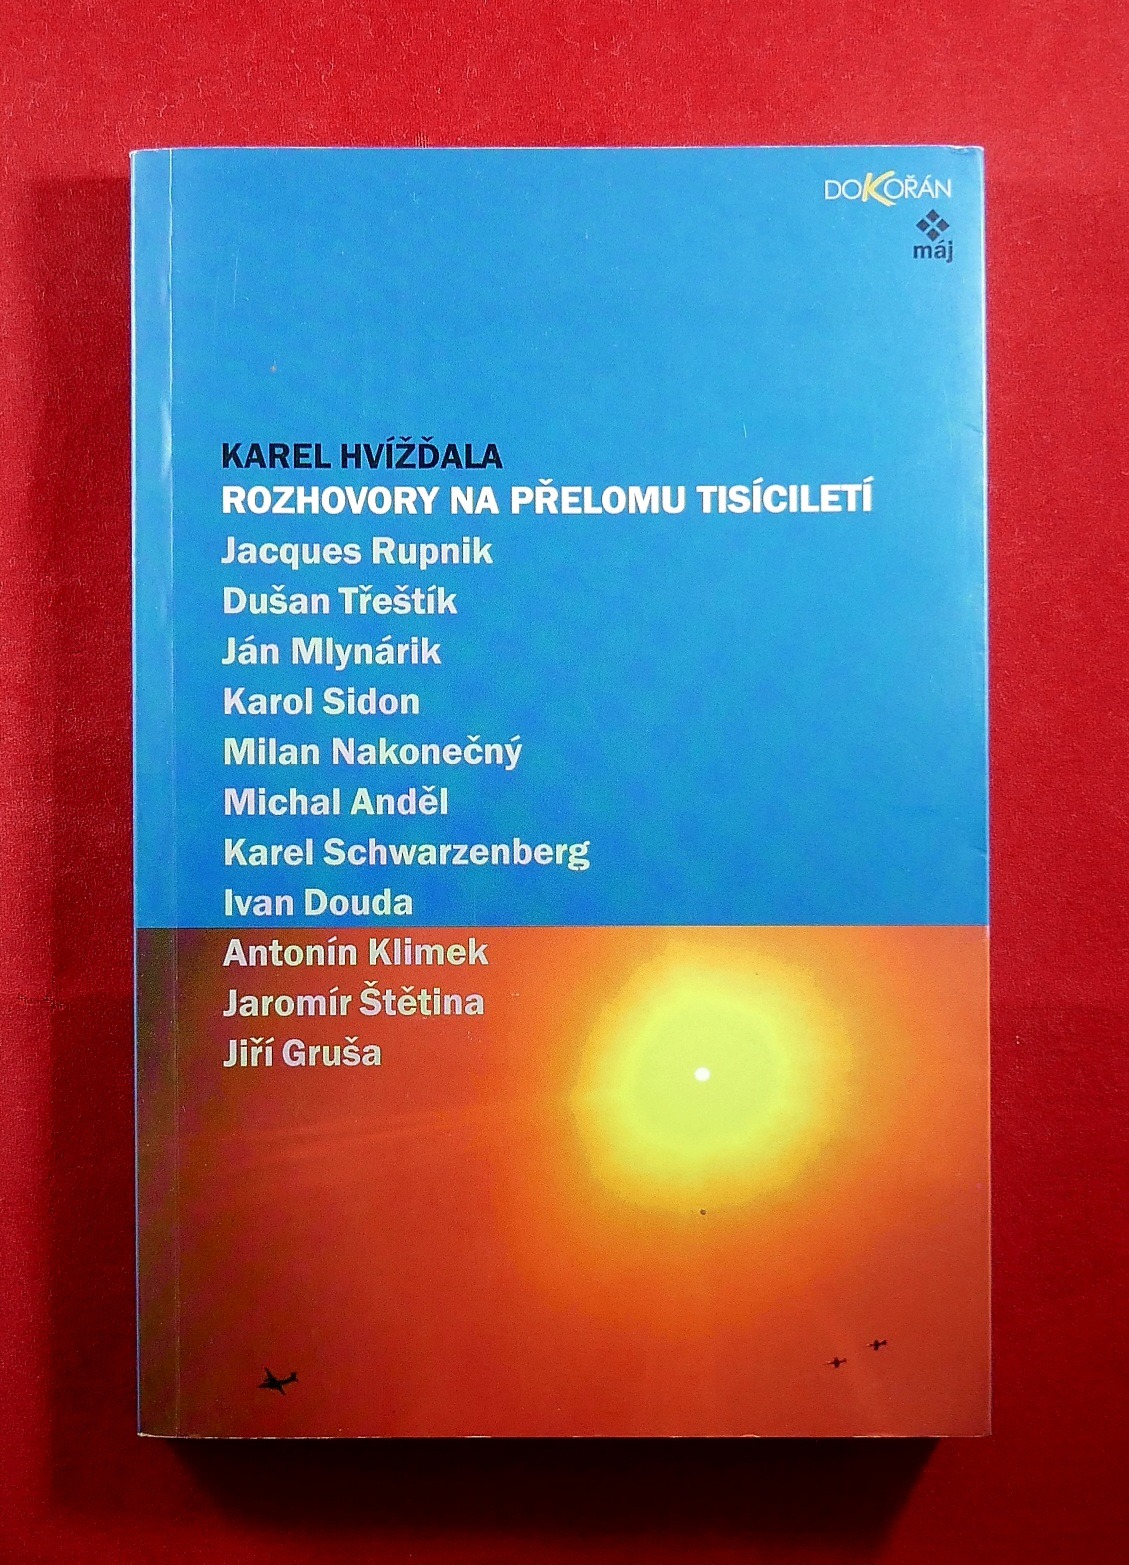 DOKOŘÁN
máj
KAREL HVÍŽĎALA
ROZHOVORY NA PŘELOMU TISÍCILETÍ
Jacques Rupnik
Dušan Třeštík
Ján Mlynárik
Karol Sidon
Milan Nakonečný
Michal Anděl
Karel Schwarzenberg
Ivan Douda
Antonín Klimek
Jaromír Štětina
Jiří Gruša